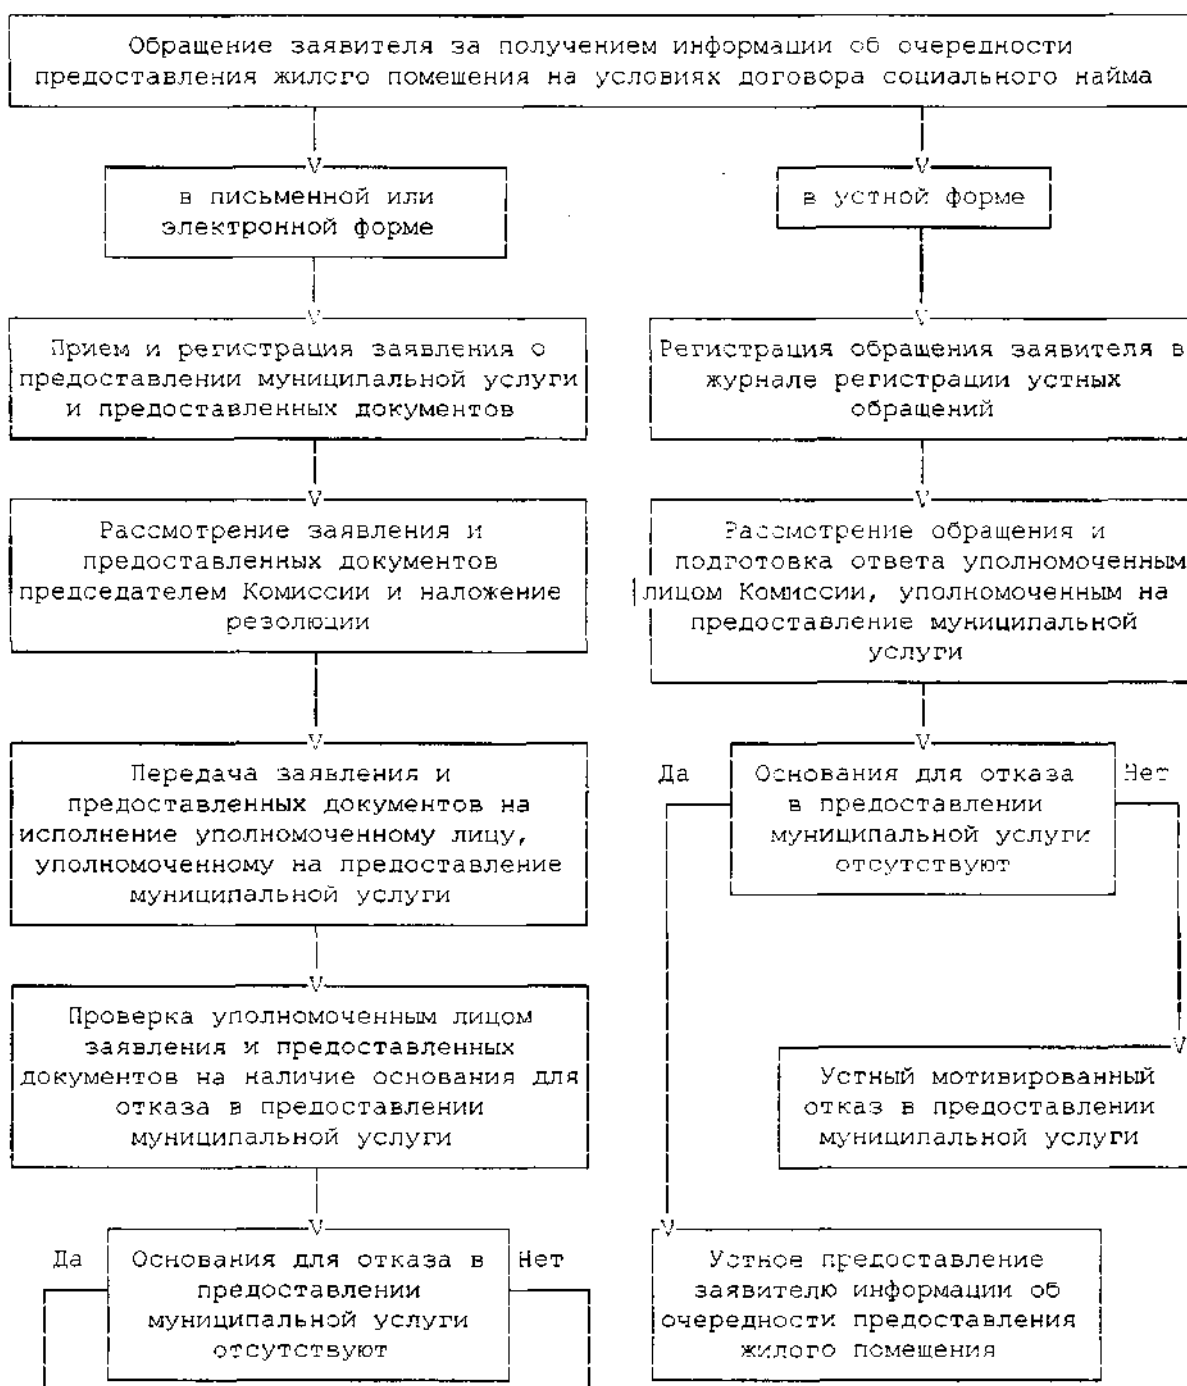 Обращение заявителя за получением информации об очередности
предоставления жилого помещения на условиях договора социального найма
в письменной или
электронной форме
в устной форме
Прием и регистрация заявления о
предоставлении муниципальной услуги
и предоставленных документов
Регистрация обращения заявителя в
журнале регистрации устных
обращений
Рассмотрение заявления и
предоставленных документов
председателем Комиссии и наложение
резолюции
Рассмотрение обращения и
подготовка ответа уполномоченным
лицом Комиссии, уполномоченным на
предоставление муниципальной
услуги
Передача заявления и
предоставленных документов на
исполнение уполномоченному лицу,
уполномоченному на предоставление
муниципальной услуги
Да
Основания для отказа
в предоставлении
муниципальной услуги
отсутствуют
Нет
Проверка уполномоченным лицом
заявления и предоставленных
документов на наличие основания для
отказа в предоставлении
муниципальной услуги
Устный мотивированный
отказ в предоставлении
муниципальной услуги
Да
Основания для отказа в
предоставлении
муниципальной услуги
отсутствуют
Нет
Устное предоставление
заявителю информации об
очередности предоставления
жилого помещения